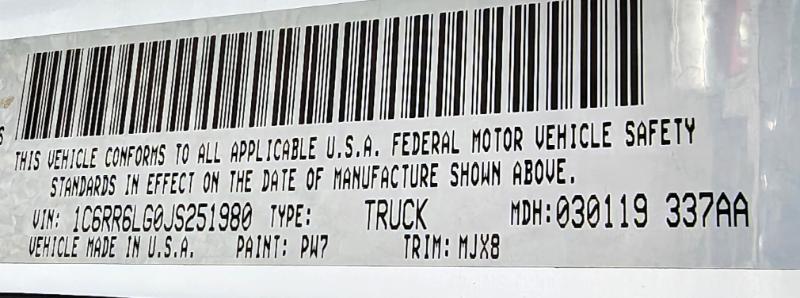 THIS VEHICLE CONFORMS TO ALL APPLICABLE U.S.A. FEDERAL MOTOR VEHICLE SAFETY
STANDARDS IN EFFECT ON THE DATE OF MANUFACTURE SHOWN ABOVE.
VIN: 1C6RR6LG0JS251980 TYPE: TRUCK MDH:030119 337AA
VEHICLE MADE IN U.S.A. PAINT: PW7 TRIM: MJX8